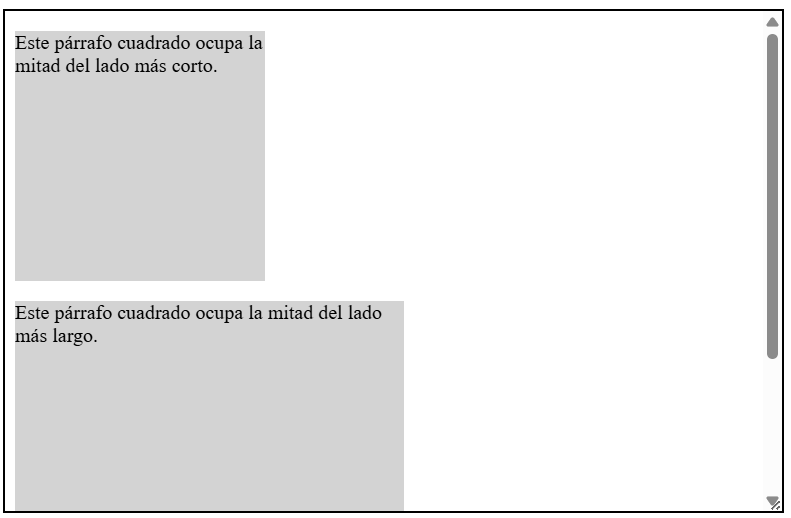 Este párrafo cuadrado ocupa la
mitad del lado más corto.
Este párrafo cuadrado ocupa la mitad del lado
más largo.